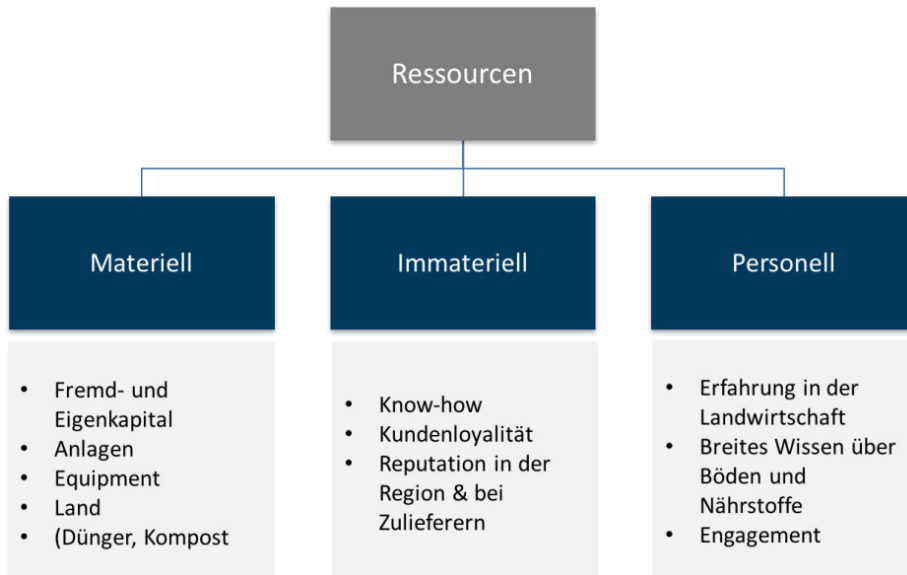 Ressourcen
Materiell
Immateriell
Personell
• Fremd- und
Eigenkapital
• Anlagen
• Equipment
• Land
• (Dünger, Kompost
• Know-how
• Kundenloyalität
• Reputation in der
Region & bei
Zulieferern
• Erfahrung in der
Landwirtschaft
• Breites Wissen über
Böden und
Nährstoffe
• Engagement